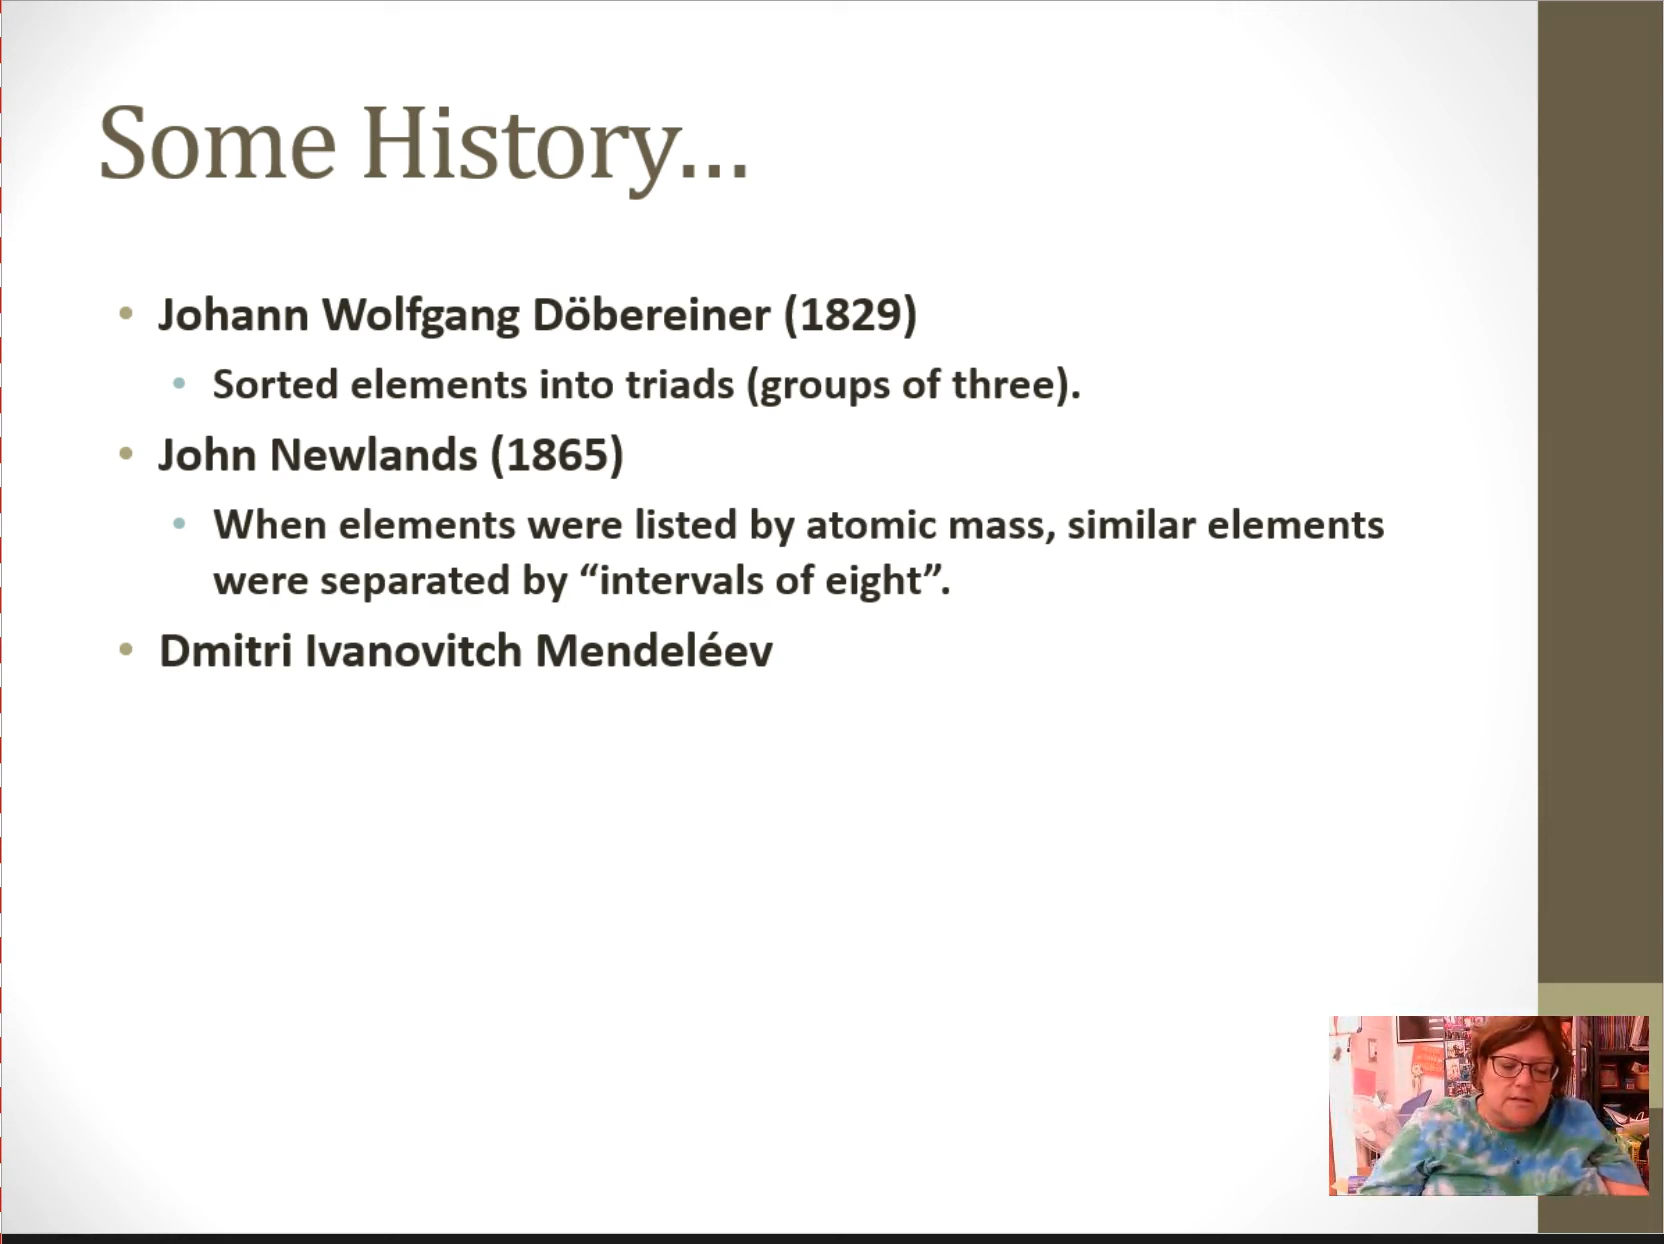 Some History...
• Johann Wolfgang Döbereiner (1829)
• Sorted elements into triads (groups of three).
• John Newlands (1865)
• When elements were listed by atomic mass, similar elements
were separated by “intervals of eight”.
• Dmitri Ivanovitch Mendeléev